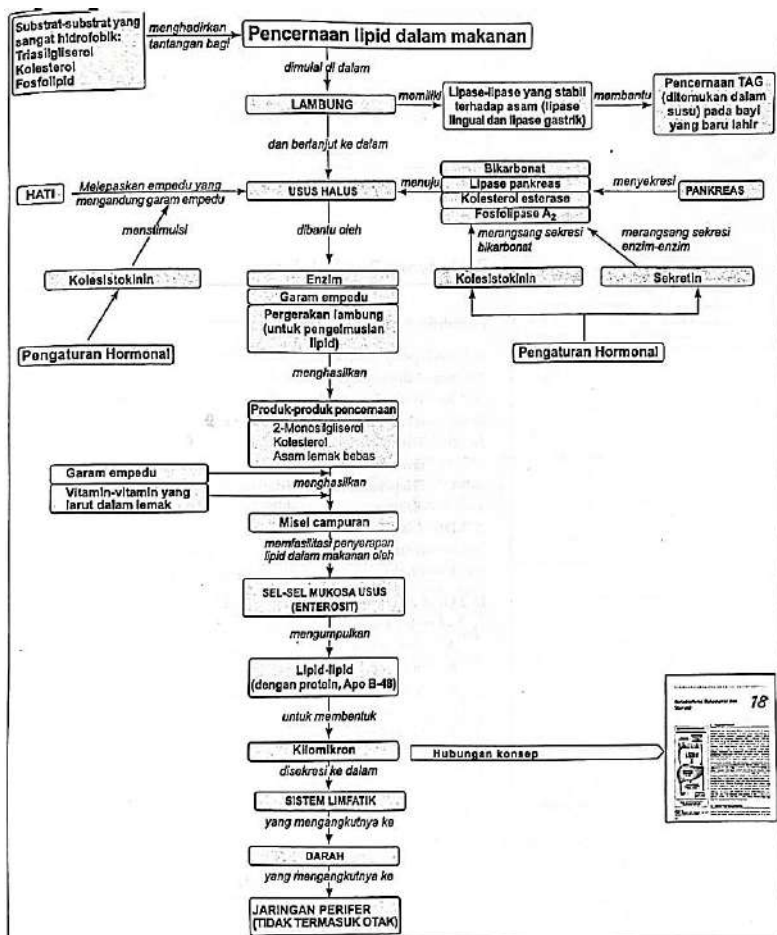 Substrat-substrat yang
sangat hidrofobik:
Triasilgliserol
Kolesterol
Fosfolipid
menghadirkan
tantangan bagi
Pencernaan lipid dalam makanan
dimulai di dalam
LAMBUNG
memiliki
Lipase-lipase yang stabil
terhadap asam (lipase
lingual dan lipase gastrik)
membantu
Pencernaan TAG
(ditemukan dalam
susu) pada bayi
yang baru lahir
dan berlanjut ke dalam
HATI
Melepaskan empedu yang
mengandung garam empedu
USUS HALUS
menuju
Bikarbonat
Lipase pankreas
Kolesterol esterase
Fosfolipase A2
menyekresi
PANKREAS
menstimulsi
dibantu oleh
merangsang sekresi
bikarbonat
merangsang sekresi
enzim-enzim
Kolesistokinin
Enzim
Garam empedu
Pergerakan lambung
(untuk pengelmusian
lipid)
Kolesistokinin
Sekretin
Pengaturan Hormonal
Pengaturan Hormonal
menghasilkan
Produk-produk pencernaan
2-Monosilgliserol
Kolesterol
Asam lemak bebas
Garam empedu
menghasilkan
Vitamin-vitamin yang
larut dalam lemak
Misel campuran
memfasilitasi penyerapan
lipid dalam makanan oleh
SEL-SEL MUKOSA USUS
(ENTEROSIT)
mengumpulkan
Lipid-lipid
(dengan protein, Apo B-48)
untuk membentuk
Kilomikron
Hubungan konsep
18
disekresi ke dalam
SISTEM LIMFATIK
yang mengangkutnya ke
DARAH
yang mengangkutnya ke
JARINGAN PERIFER
(TIDAK TERMASUK OTAK)